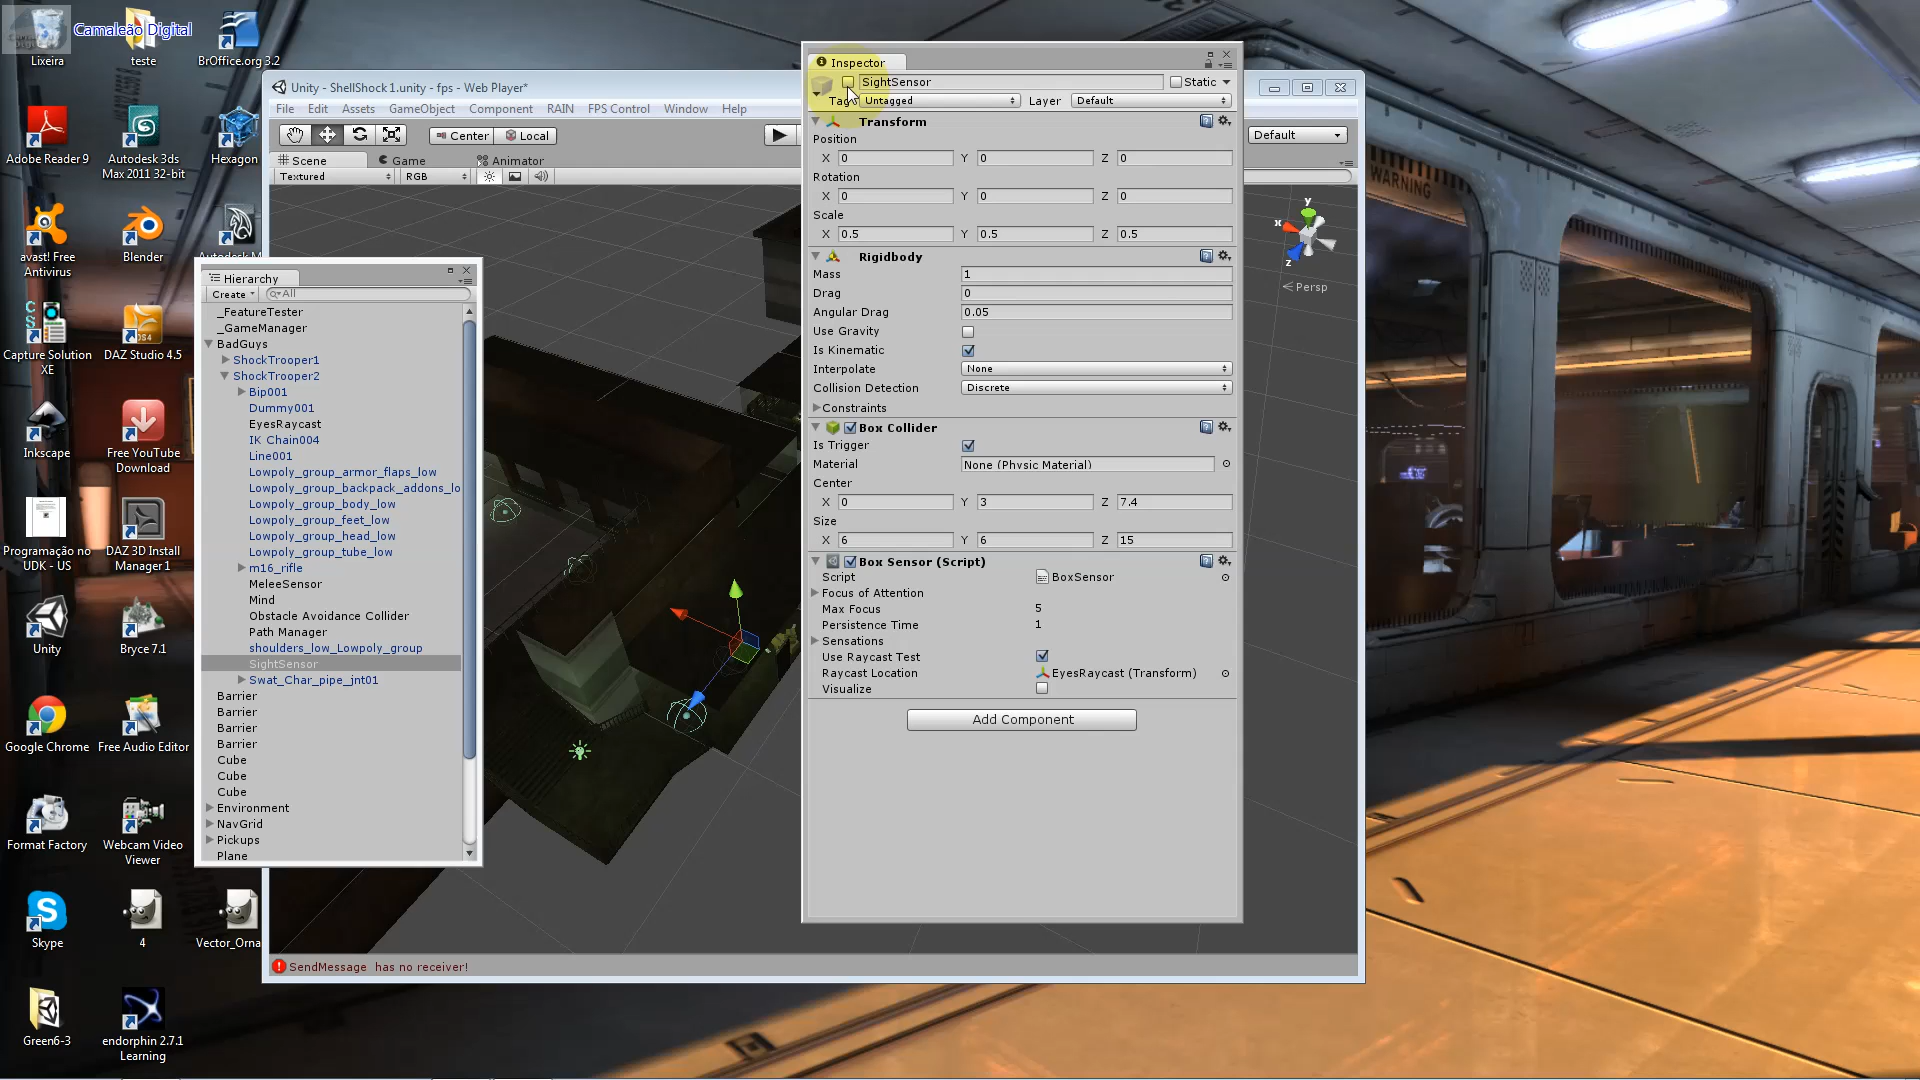 Camaleão Digital
Lixeira
teste
BrOffice.org 3.2
Adobe Reader 9
Autodesk 3ds
Max 2011 32-bit
Hexagon
avast! Free
Antivirus
Blender
Capture Solution
XE
DAZ Studio 4.5
Inkscape
Free YouTube
Download
Programação no
UDK - US
DAZ 3D Install
Manager 1
Unity
Bryce 7.1
Google Chrome
Free Audio Editor
Format Factory
Webcam Video
Viewer
Skype
4
Vector_Orna
Green6-3
endorphin 2.7.1
Learning
Unity - ShellShock 1.unity - fps - Web Player*
File Edit Assets GameObject Component RAIN FPS Control Window Help
Center Local
Default
Scene Game Animator
Textured RGB
y
x
z
Persp
WARNING
Hierarchy
Create All
_FeatureTester
_GameManager
BadGuys
ShockTrooper1
ShockTrooper2
Bip001
Dummy001
EyesRaycast
IK Chain004
Line001
Lowpoly_group_armor_flaps_low
Lowpoly_group_backpack_addons_lo
Lowpoly_group_body_low
Lowpoly_group_feet_low
Lowpoly_group_head_low
Lowpoly_group_tube_low
m16_rifle
MeleeSensor
Mind
Obstacle Avoidance Collider
Path Manager
shoulders_low_Lowpoly_group
SightSensor
Swat_Char_pipe_jnt01
Barrier
Barrier
Barrier
Barrier
Cube
Cube
Cube
Environment
NavGrid
Pickups
Plane
SendMessage has no receiver!
Inspector
SightSensor Static
Tag Untagged Layer Default
Transform
Position
X 0 Y 0 Z 0
Rotation
X 0 Y 0 Z 0
Scale
X 0.5 Y 0.5 Z 0.5
Rigidbody
Mass 1
Drag 0
Angular Drag 0.05
Use Gravity
Is Kinematic
Interpolate None
Collision Detection Discrete
Constraints
Box Collider
Is Trigger
Material None (Physic Material)
Center
X 0 Y 3 Z 7.4
Size
X 6 Y 6 Z 15
Box Sensor (Script)
Script BoxSensor
Focus of Attention
Max Focus 5
Persistence Time 1
Sensations
Use Raycast Test
Raycast Location EyesRaycast (Transform)
Visualize
Add Component